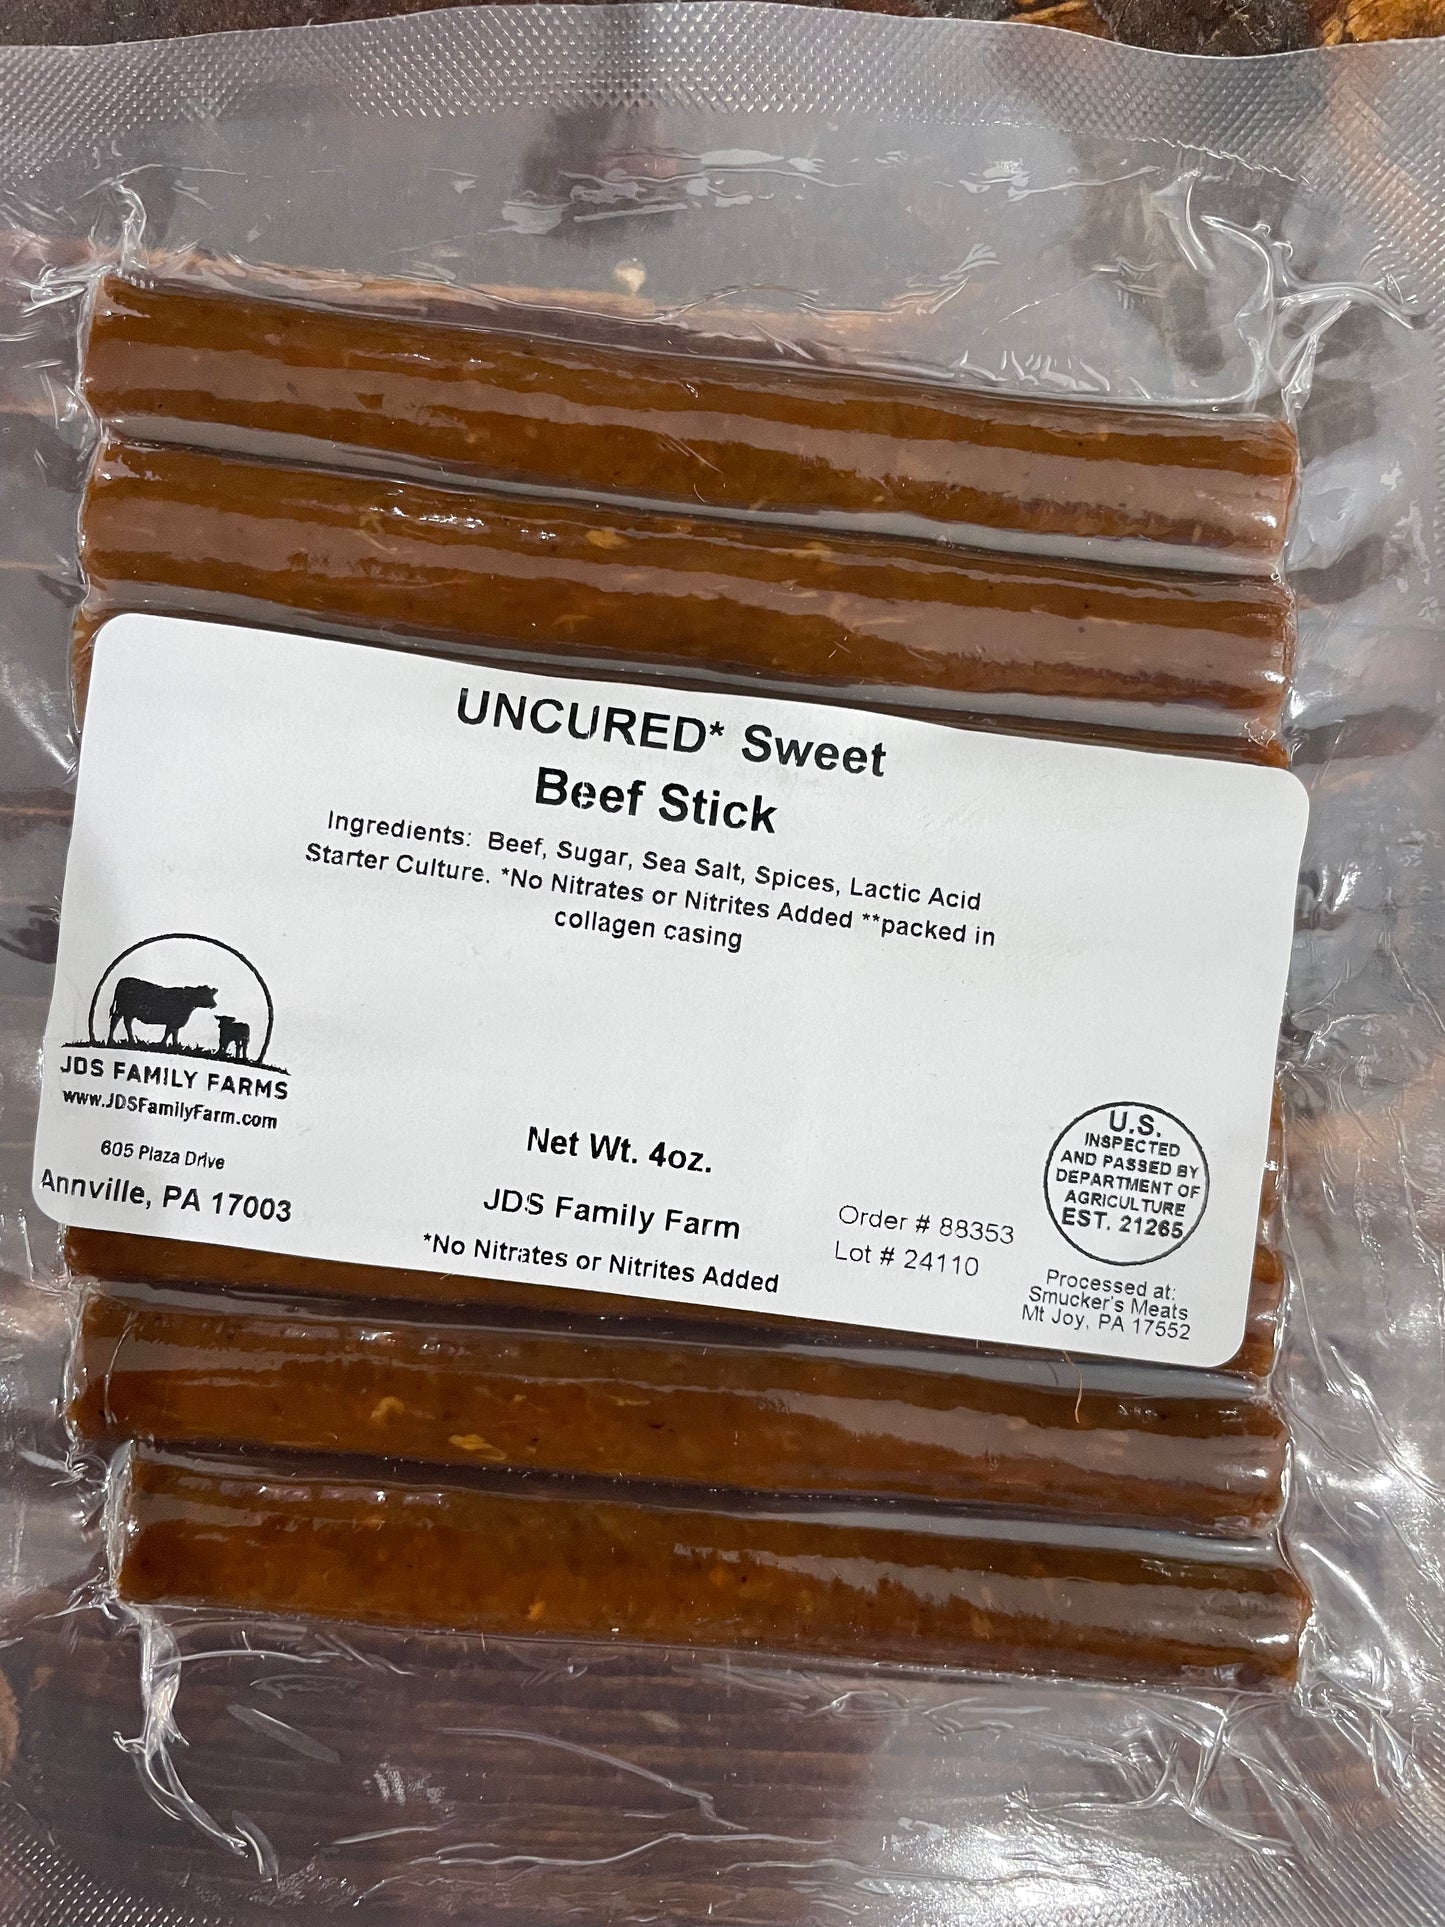 UNCURED* Sweet
Beef Stick
Ingredients: Beef, Sugar, Sea Salt, Spices, Lactic Acid
Starter Culture. *No Nitrates or Nitrites Added **packed in
collagen casing
JDS FAMILY FARMS
www.JDSFamilyFarm.com
605 Plaza Drive
Annville, PA 17003
Net Wt. 4oz.
JDS Family Farm
*No Nitrates or Nitrites Added
Order # 88353
Lot # 24110
U.S.
INSPECTED
AND PASSED BY
DEPARTMENT OF
AGRICULTURE
EST. 21265
Processed at:
Smucker's Meats
Mt Joy, PA 17552